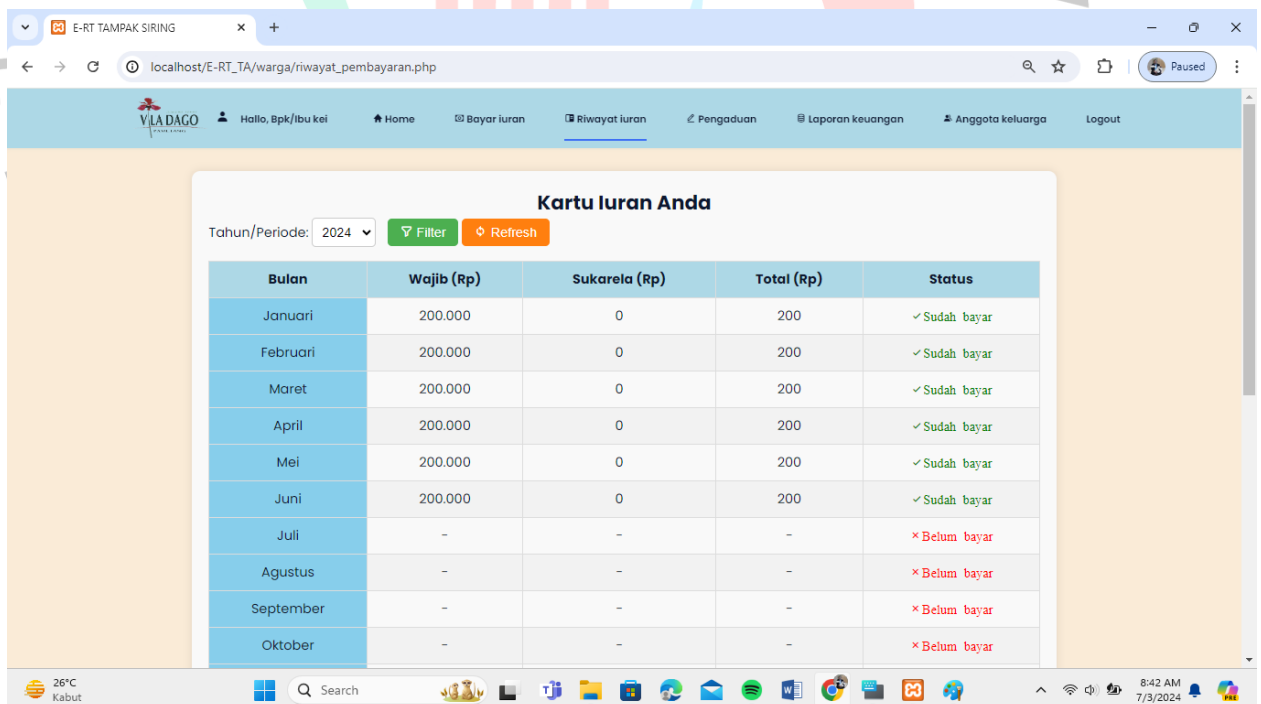 E-RT TAMPAK SIRING
localhost/E-RT_TA/warga/riwayat_pembayaran.php
Paused
VILA DAGO
Hallo, Bpk/Ibu kei Home Bayar iuran Riwayat iuran Pengaduan Laporan keuangan Anggota keluarga Logout
Kartu Iuran Anda
Tahun/Periode: 2024 Filter Refresh
Bulan Wajib (Rp) Sukarela (Rp) Total (Rp) Status
Januari 200.000 0 200 ✓ Sudah bayar
Februari 200.000 0 200 ✓ Sudah bayar
Maret 200.000 0 200 ✓ Sudah bayar
April 200.000 0 200 ✓ Sudah bayar
Mei 200.000 0 200 ✓ Sudah bayar
Juni 200.000 0 200 ✓ Sudah bayar
Juli - - - × Belum bayar
Agustus - - - × Belum bayar
September - - - × Belum bayar
Oktober - - - × Belum bayar
26°C
Kabut
Search
8:42 AM
7/3/2024
PRE